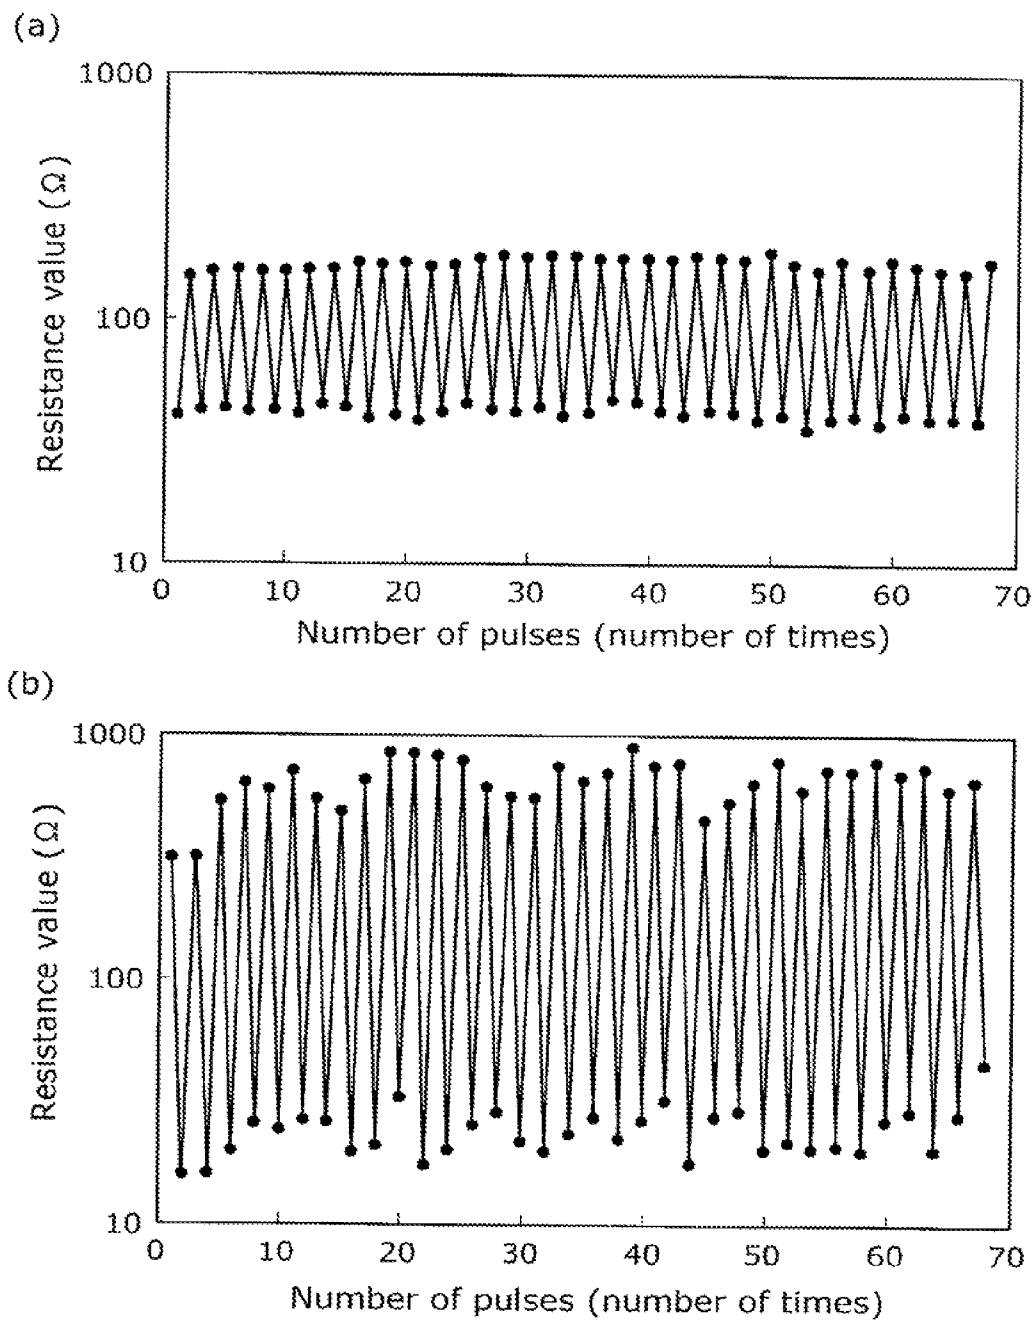 (a)
1000
100
10
Resistance value (Ω)
0 10 20 30 40 50 60 70
Number of pulses (number of times)
(b)
1000
100
10
Resistance value (Ω)
0 10 20 30 40 50 60 70
Number of pulses (number of times)